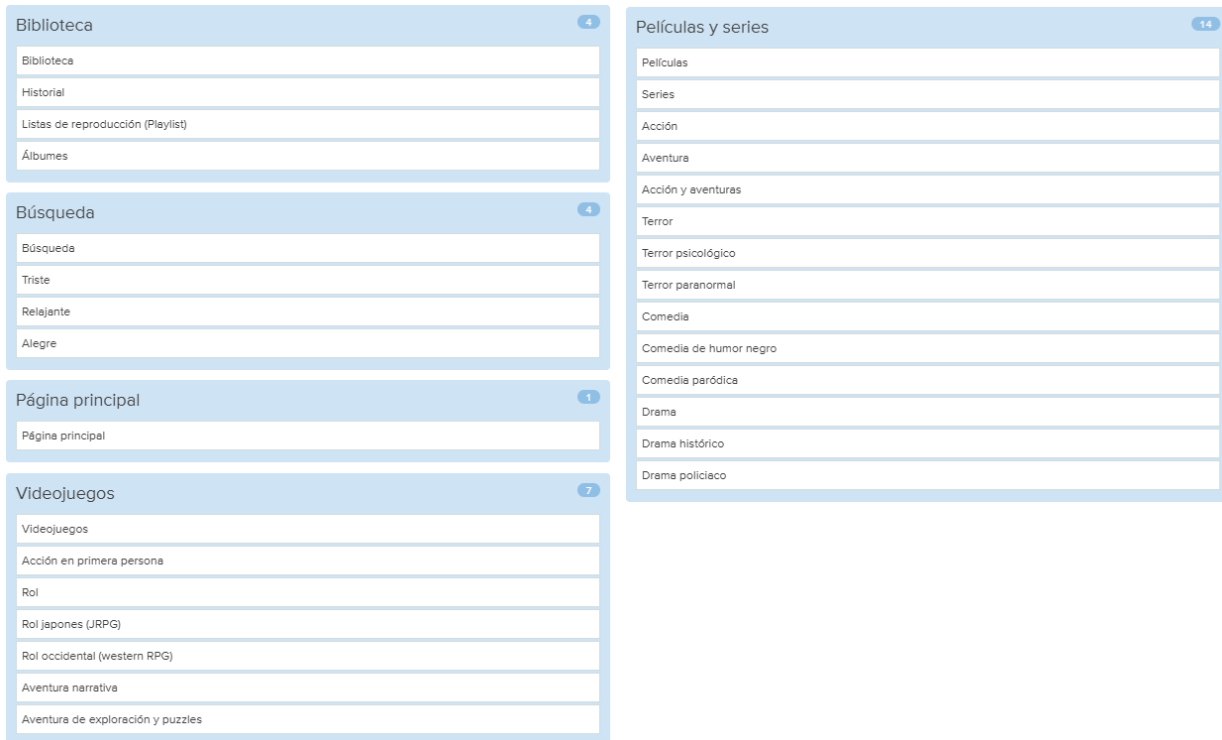 Biblioteca 4
Biblioteca
Historial
Listas de reproducción (Playlist)
Álbumes
Búsqueda 4
Búsqueda
Triste
Relajante
Alegre
Página principal 1
Página principal
Videojuegos 7
Videojuegos
Acción en primera persona
Rol
Rol japones (JRPG)
Rol occidental (western RPG)
Aventura narrativa
Aventura de exploración y puzzles
Películas y series 14
Películas
Series
Acción
Aventura
Acción y aventuras
Terror
Terror psicológico
Terror paranormal
Comedia
Comedia de humor negro
Comedia paródica
Drama
Drama histórico
Drama policiaco